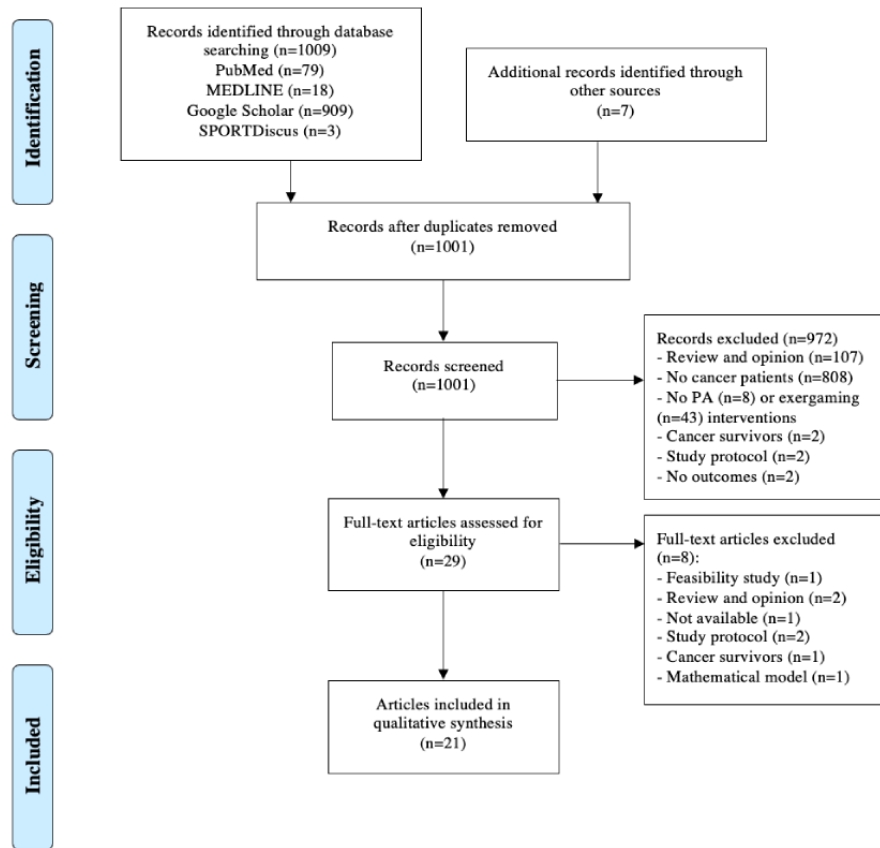 Identification
Records identified through database
searching (n=1009)
PubMed (n=79)
MEDLINE (n=18)
Google Scholar (n=909)
SPORTDiscus (n=3)
Additional records identified through
other sources
(n=7)
Records after duplicates removed
(n=1001)
Screening
Records screened
(n=1001)
Records excluded (n=972)
- Review and opinion (n=107)
- No cancer patients (n=808)
- No PA (n=8) or exergaming
(n=43) interventions
- Cancer survivors (n=2)
- Study protocol (n=2)
- No outcomes (n=2)
Eligibility
Full-text articles assessed for
eligibility
(n=29)
Full-text articles excluded
(n=8):
- Feasibility study (n=1)
- Review and opinion (n=2)
- Not available (n=1)
- Study protocol (n=2)
- Cancer survivors (n=1)
- Mathematical model (n=1)
Included
Articles included in
qualitative synthesis
(n=21)